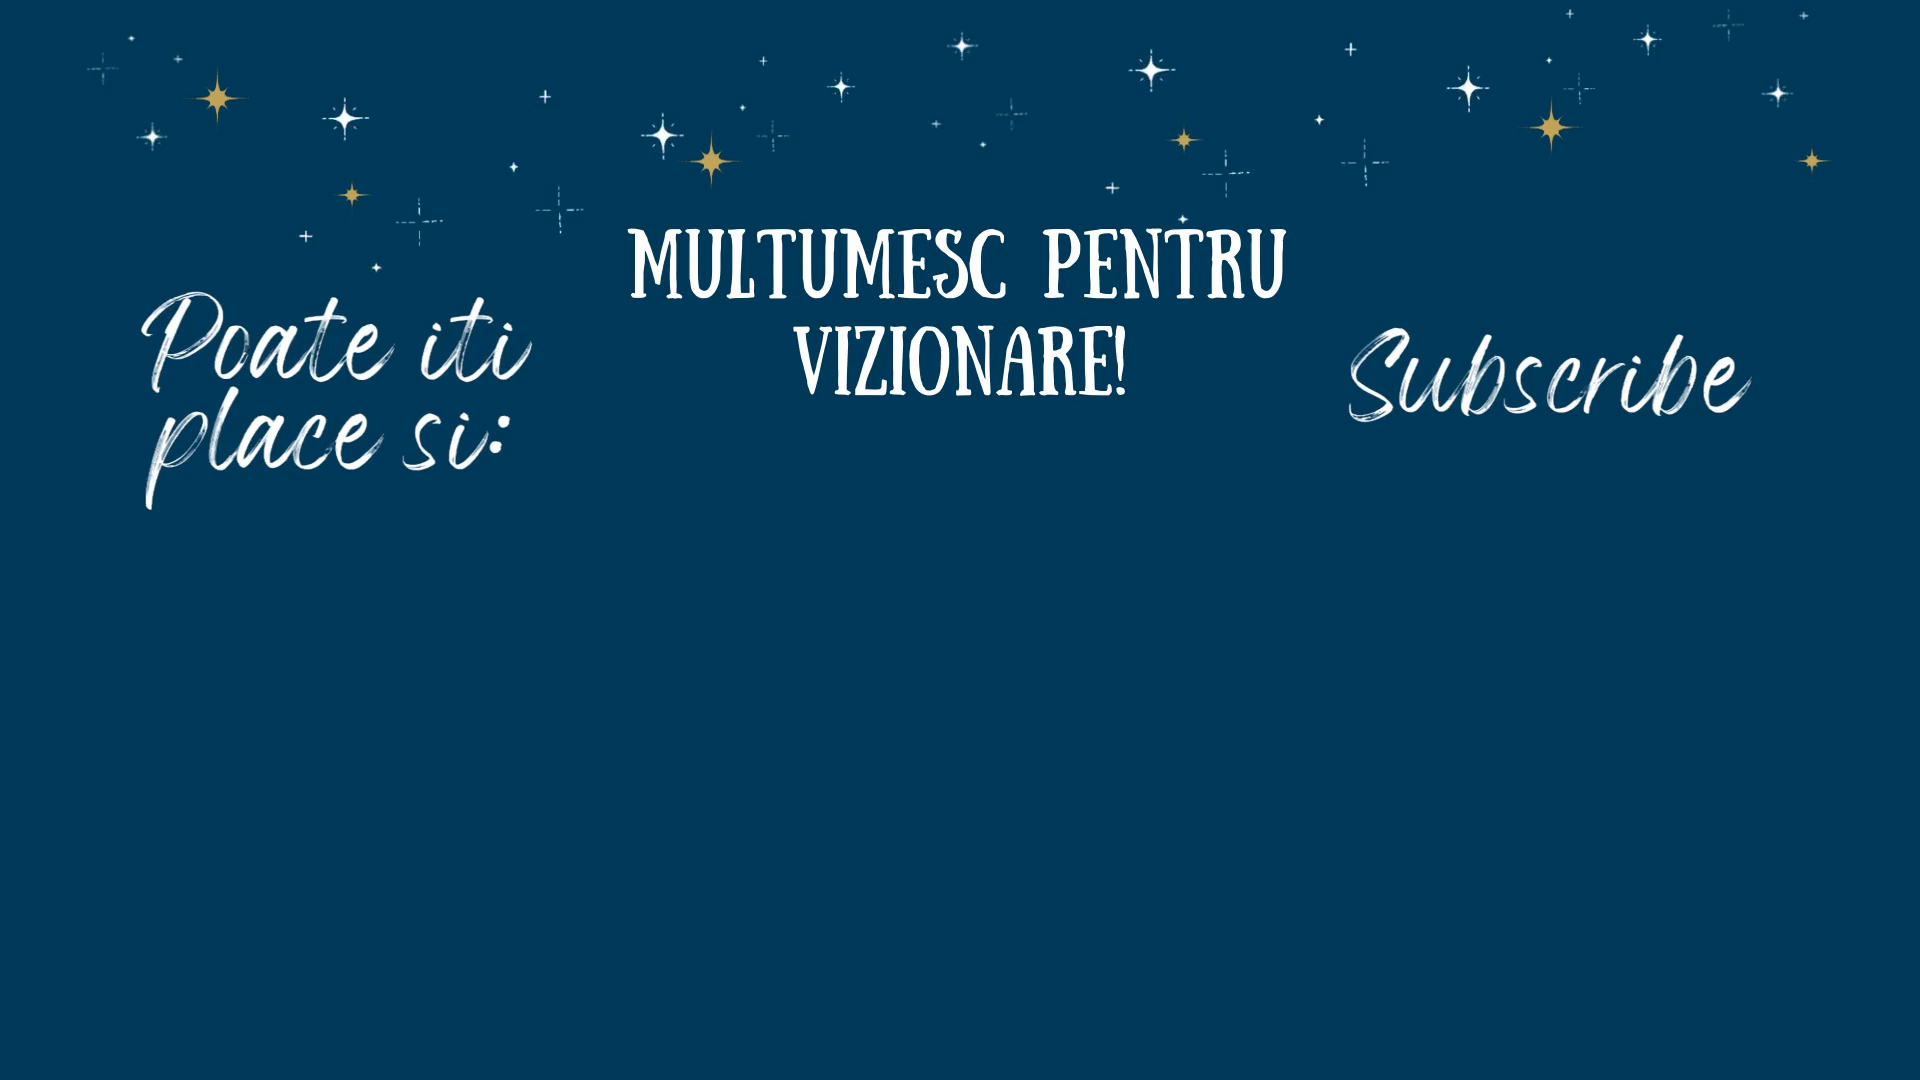 MULTUMESC PENTRU
VIZIONARE!
Poate iti
place si:
Subscribe